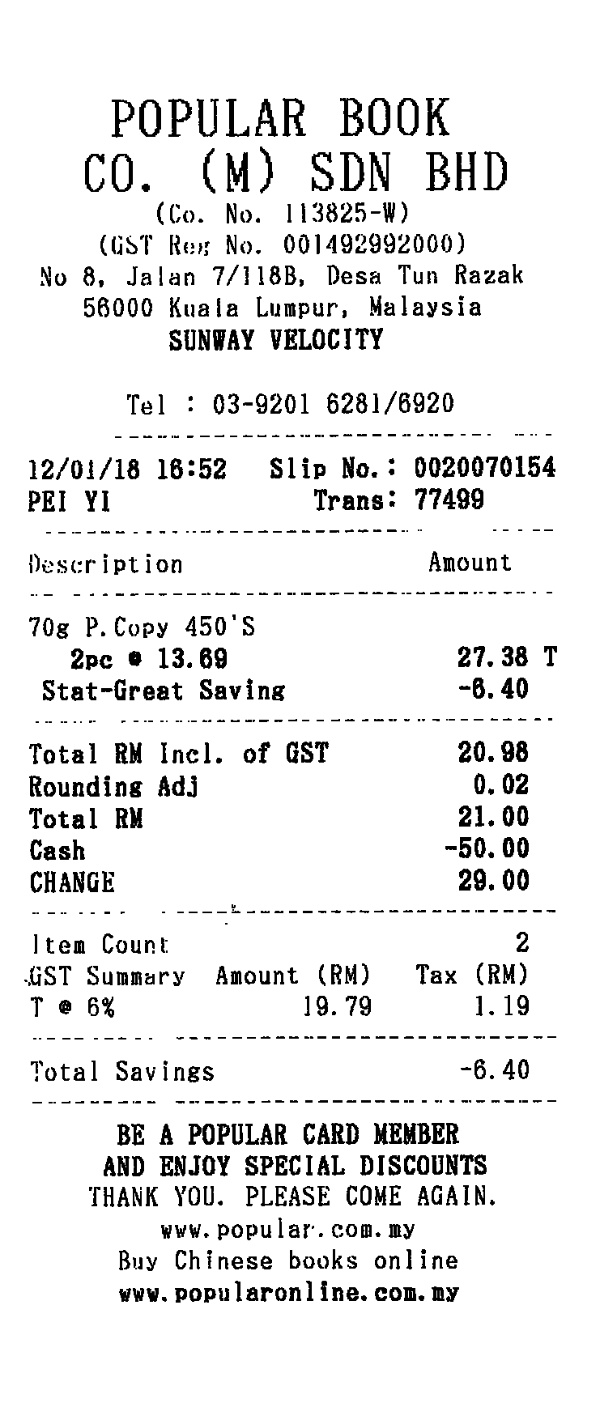 POPULAR BOOK
CO. (M) SDN BHD
(Co. No. 113825-W)
(GST Reg No. 001492992000)
No 8, Jalan 7/118B, Desa Tun Razak
56000 Kuala Lumpur, Malaysia
SUNWAY VELOCITY
Tel : 03-9201 6281/6920
12/01/18 16:52 Slip No.: 0020070154
PEI YI Trans: 77499
Description Amount
70g P.Copy 450'S
2pc @ 13.69 27.38 T
Stat-Great Saving -6.40
Total RM Incl. of GST 20.98
Rounding Adj 0.02
Total RM 21.00
Cash -50.00
CHANGE 29.00
Item Count 2
GST Summary Amount (RM) Tax (RM)
T @ 6% 19.79 1.19
Total Savings -6.40
BE A POPULAR CARD MEMBER
AND ENJOY SPECIAL DISCOUNTS
THANK YOU. PLEASE COME AGAIN.
www.popular.com.my
Buy Chinese books online
www.popularonline.com.my